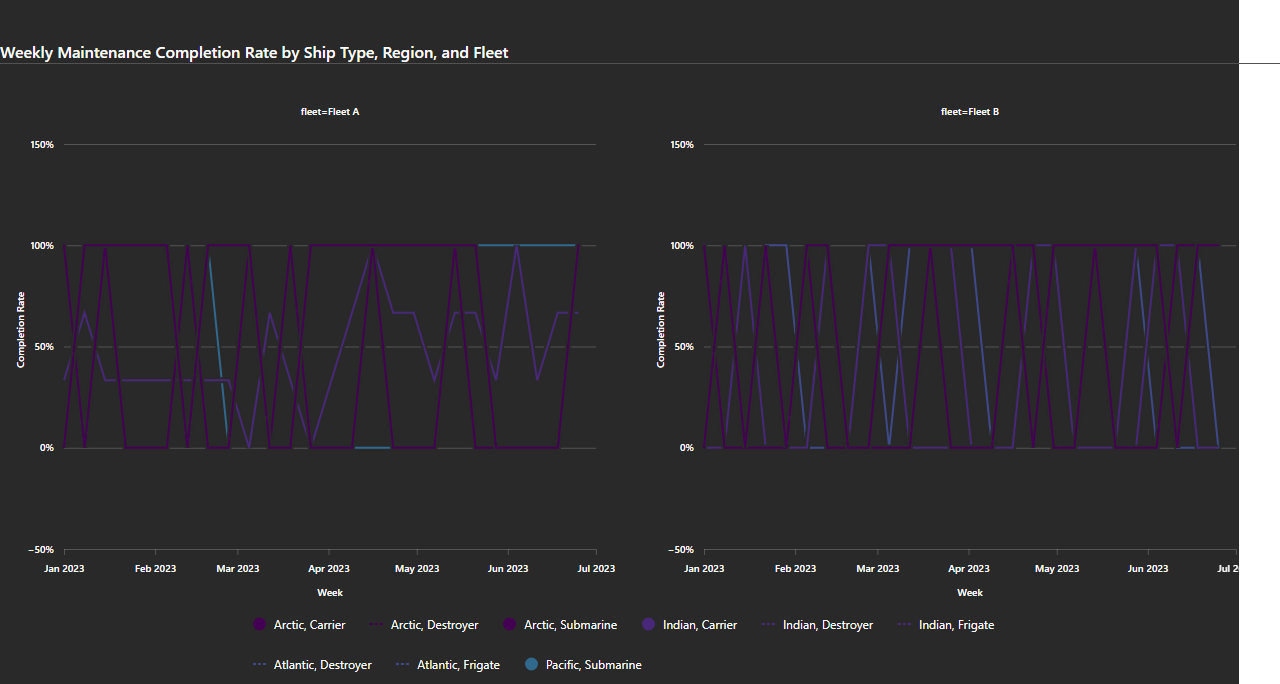 Weekly Maintenance Completion Rate by Ship Type, Region, and Fleet
fleet=Fleet A
fleet=Fleet B
150%
100%
50%
0%
−50%
Completion Rate
Jan 2023
Feb 2023
Mar 2023
Apr 2023
May 2023
Jun 2023
Jul 2023
Week
150%
100%
50%
0%
−50%
Completion Rate
Jan 2023
Feb 2023
Mar 2023
Apr 2023
May 2023
Jun 2023
Jul 20
Week
Arctic, Carrier
Arctic, Destroyer
Arctic, Submarine
Indian, Carrier
Indian, Destroyer
Indian, Frigate
Atlantic, Destroyer
Atlantic, Frigate
Pacific, Submarine